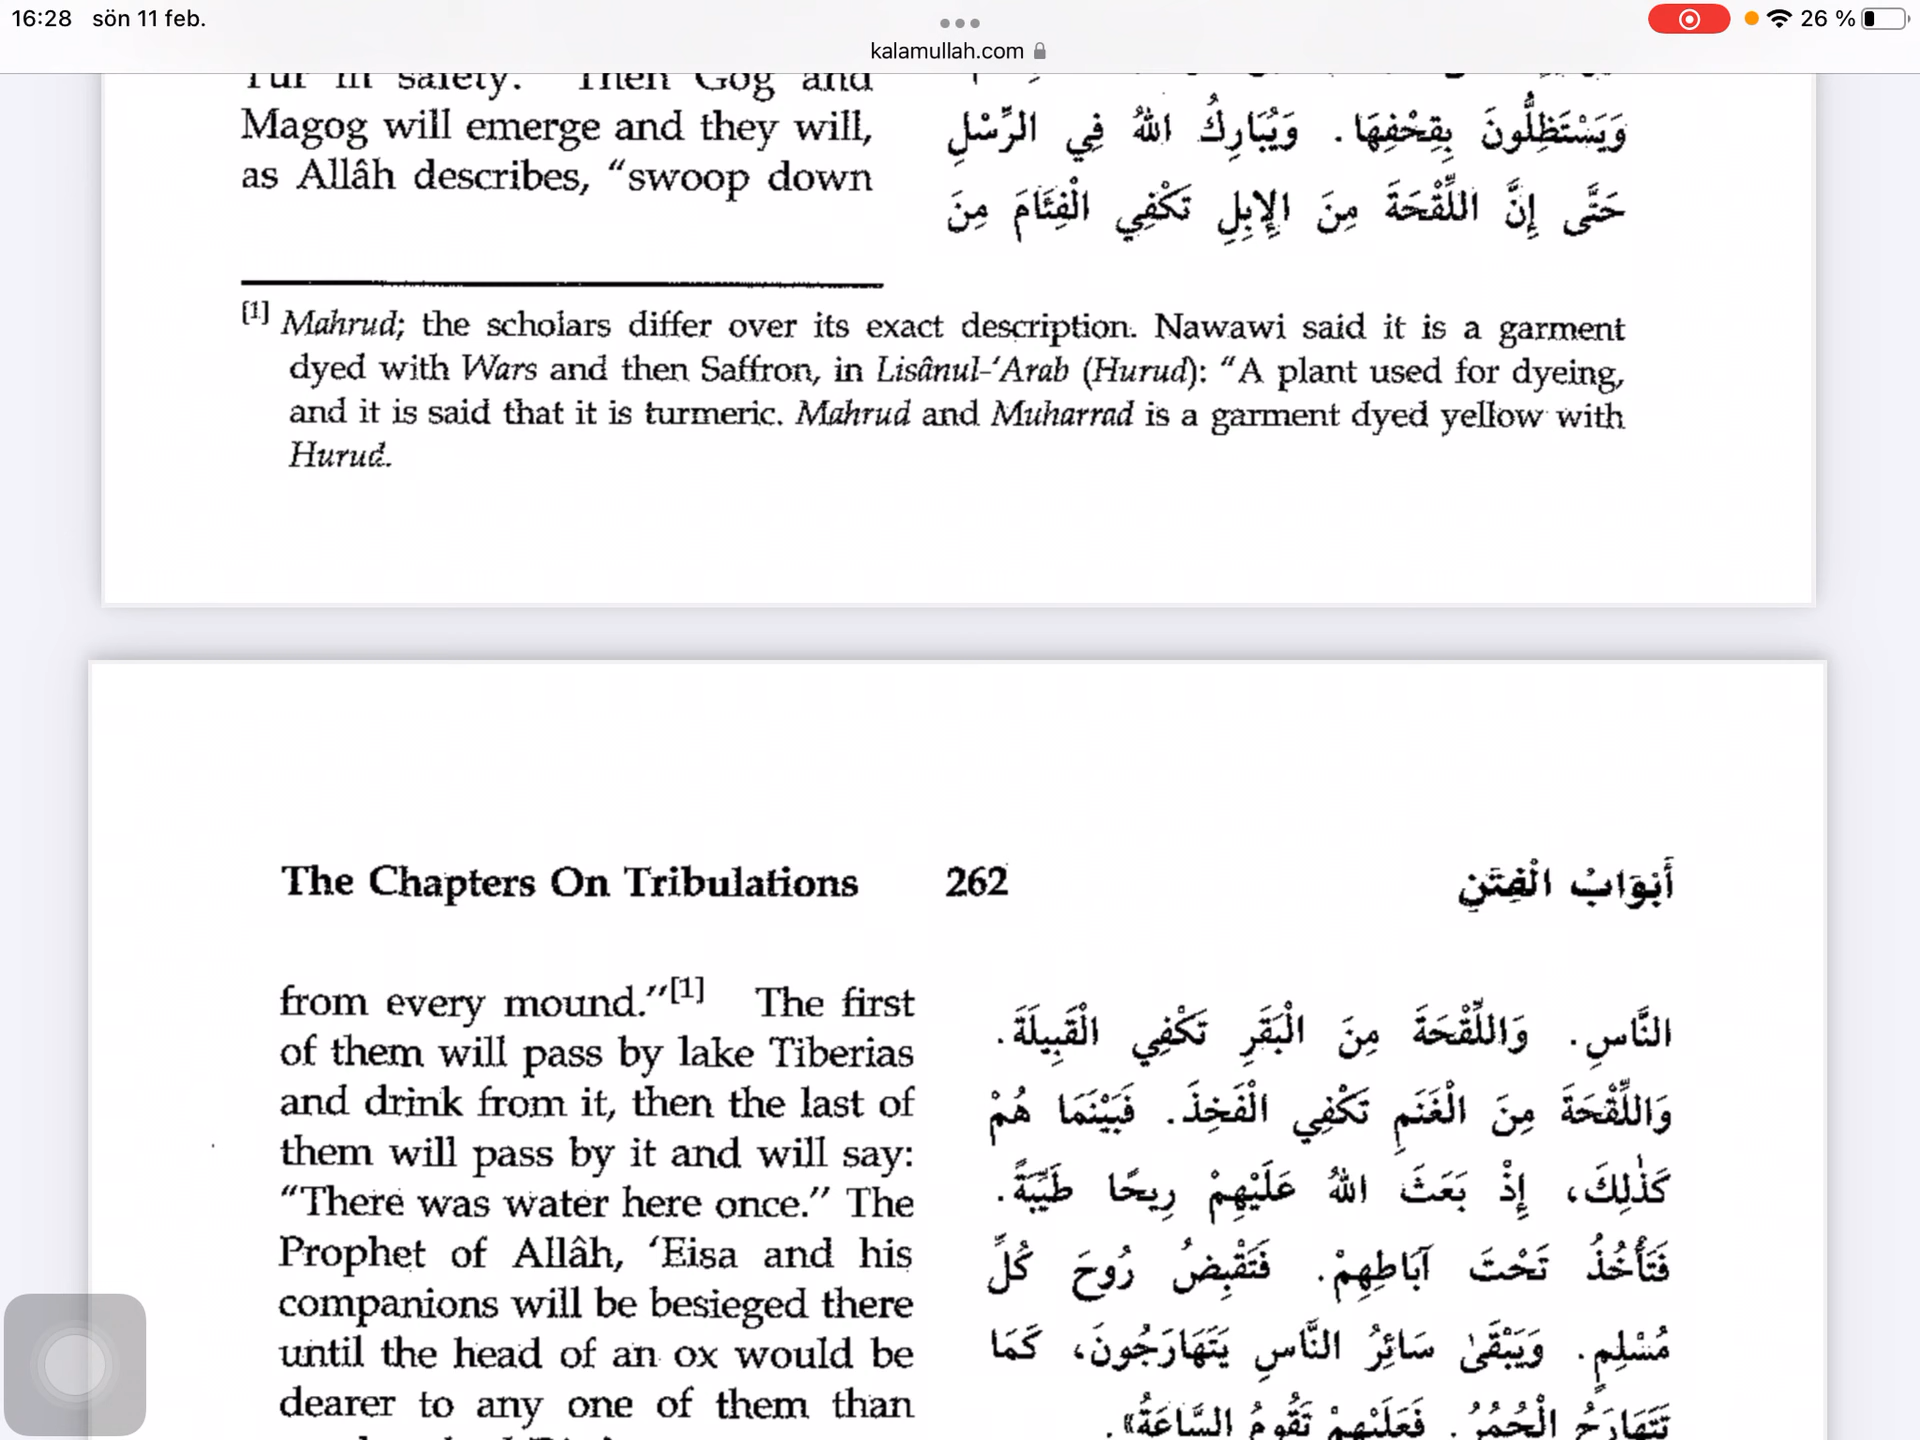 16:28 sön 11 feb.
26 %
kalamullah.com
Tur in safety. Then Gog and
Magog will emerge and they will,
as Allâh describes, “swoop down
وَيَسْتَظِلُّونَ بِقِحْفِهَا. وَيُبَارِكُ اللهُ فِي الرِّسْلِ
حَتَّى إِنَّ اللِّقْحَةَ مِنَ الإِبِلِ تَكْفِي الْفِئَامَ مِنَ
[1] Mahrud; the scholars differ over its exact description. Nawawi said it is a garment
dyed with Wars and then Saffron, in Lisânul-‘Arab (Hurud): “A plant used for dyeing,
and it is said that it is turmeric. Mahrud and Muharrad is a garment dyed yellow with
Hurud.
The Chapters On Tribulations 262 أَبْوَابُ الْفِتَنِ
from every mound.”[1] The first
of them will pass by lake Tiberias
and drink from it, then the last of
them will pass by it and will say:
“There was water here once.” The
Prophet of Allâh, ‘Eisa and his
companions will be besieged there
until the head of an ox would be
dearer to any one of them than
النَّاسِ. وَاللِّقْحَةَ مِنَ الْبَقَرِ تَكْفِي الْقَبِيلَةَ.
وَاللِّقْحَةَ مِنَ الْغَنَمِ تَكْفِي الْفَخِذَ. فَبَيْنَمَا هُمْ
كَذٰلِكَ، إِذْ بَعَثَ اللهُ عَلَيْهِمْ رِيحًا طَيِّبَةً.
فَتَأْخُذُ تَحْتَ آبَاطِهِمْ. فَتَقْبِضُ رُوحَ كُلِّ
مُسْلِمٍ. وَيَبْقَىٰ سَائِرُ النَّاسِ يَتَهَارَجُونَ، كَمَا
تَتَهَارَجُ الْحُمُرُ. فَعَلَيْهِمْ تَقُومُ السَّاعَةُ».